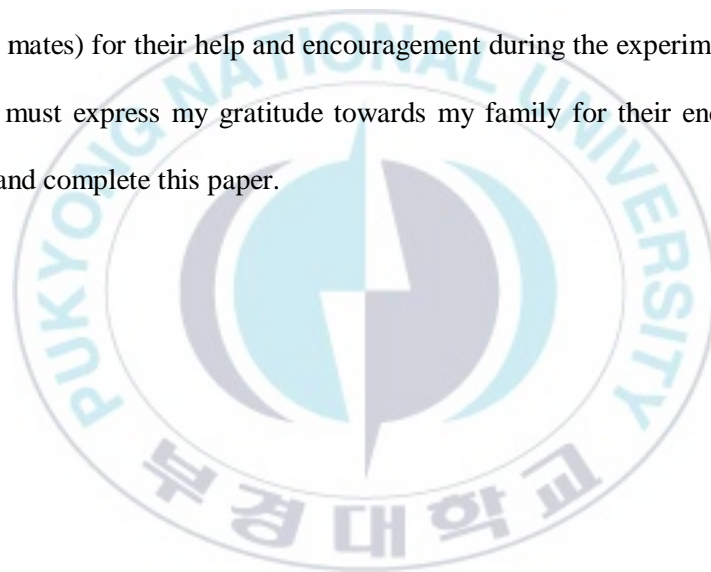 mates) for their help and encouragement during the experim
must express my gratitude towards my family for their en
and complete this paper.
PUKYONG NATIONAL UNIVERSITY
부경대학교